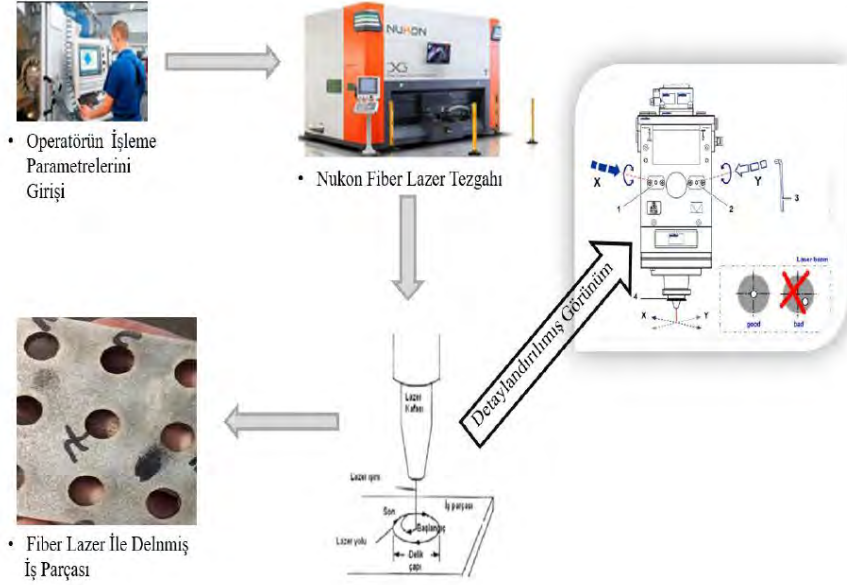 • Operatörün İşleme
Parametrelerini
Girişi
NUKON
• Nukon Fiber Lazer Tezgahı
X
Y
1
2
3
4
Laser beam
good
bad
X
Y
Detaylandırılmış Görünüm
Lazer
Kafası
Lazer ışını
İş parçası
Son
Başlangıç
Lazer yolu
Delik
çapı
• Fiber Lazer İle Delnmiş
İş Parçası